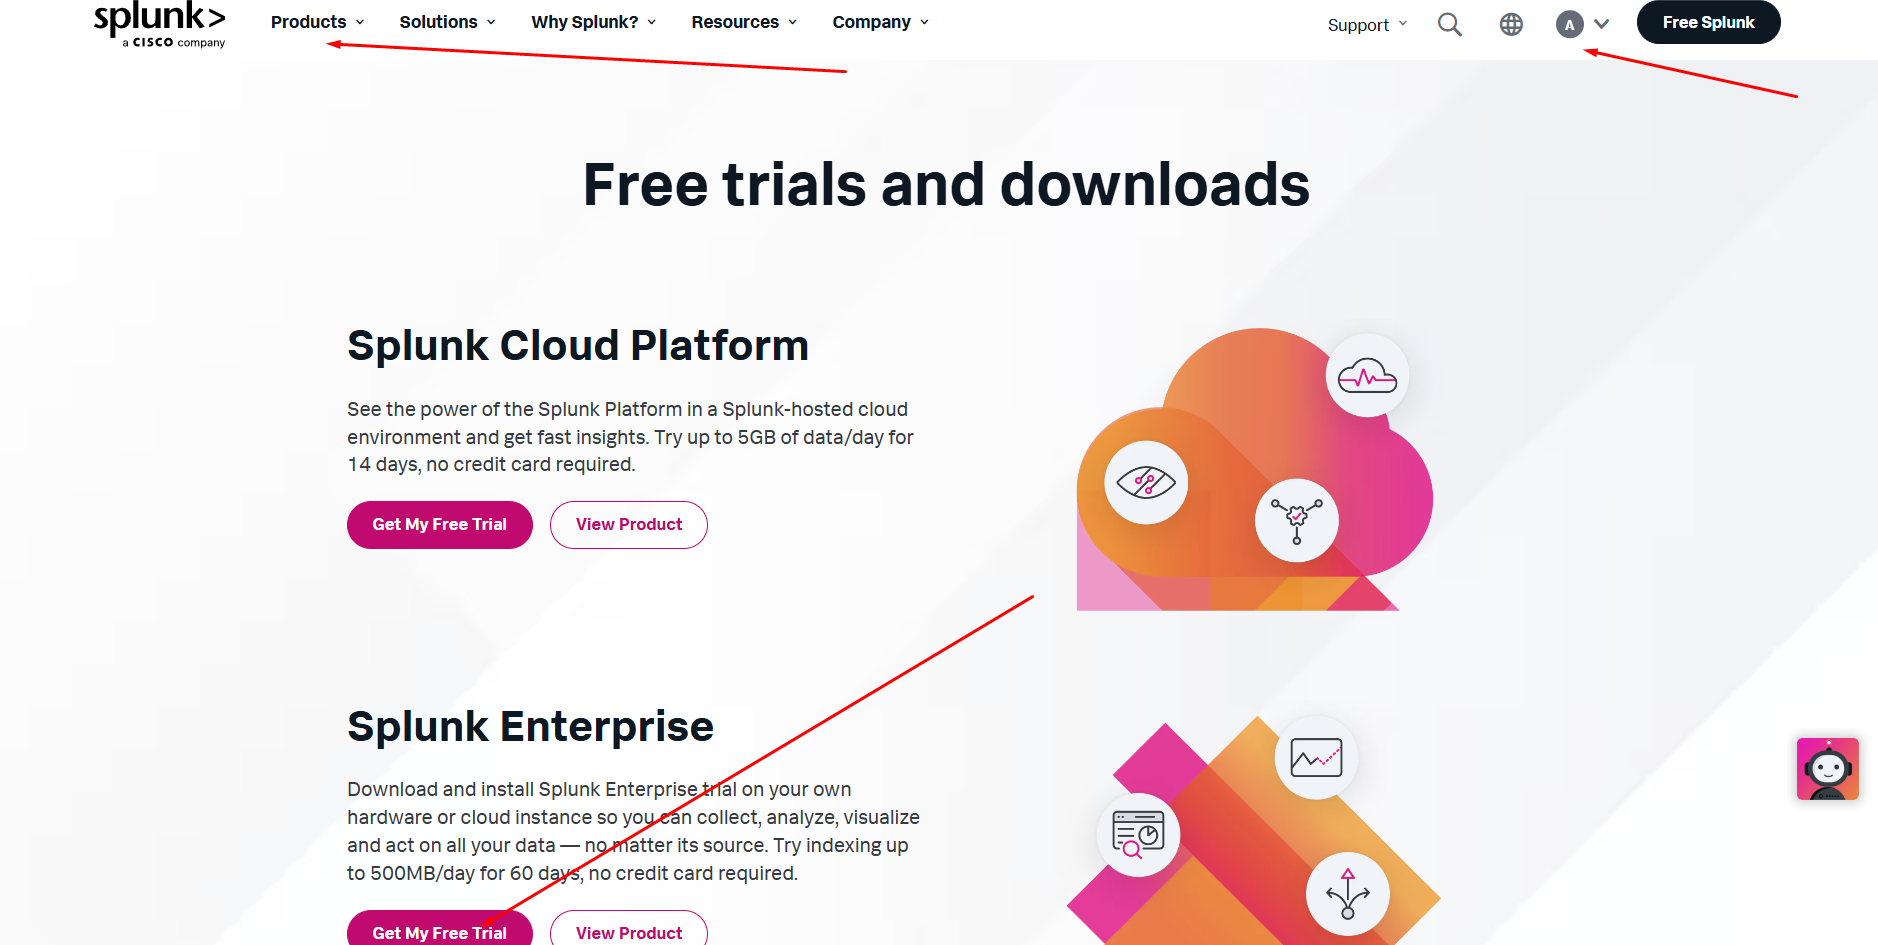 splunk>
a CISCO company
Products
Solutions
Why Splunk?
Resources
Company
Support
A
Free Splunk
Free trials and downloads
Splunk Cloud Platform
See the power of the Splunk Platform in a Splunk-hosted cloud
environment and get fast insights. Try up to 5GB of data/day for
14 days, no credit card required.
Get My Free Trial
View Product
Splunk Enterprise
Download and install Splunk Enterprise trial on your own
hardware or cloud instance so you can collect, analyze, visualize
and act on all your data — no matter its source. Try indexing up
to 500MB/day for 60 days, no credit card required.
Get My Free Trial
View Product